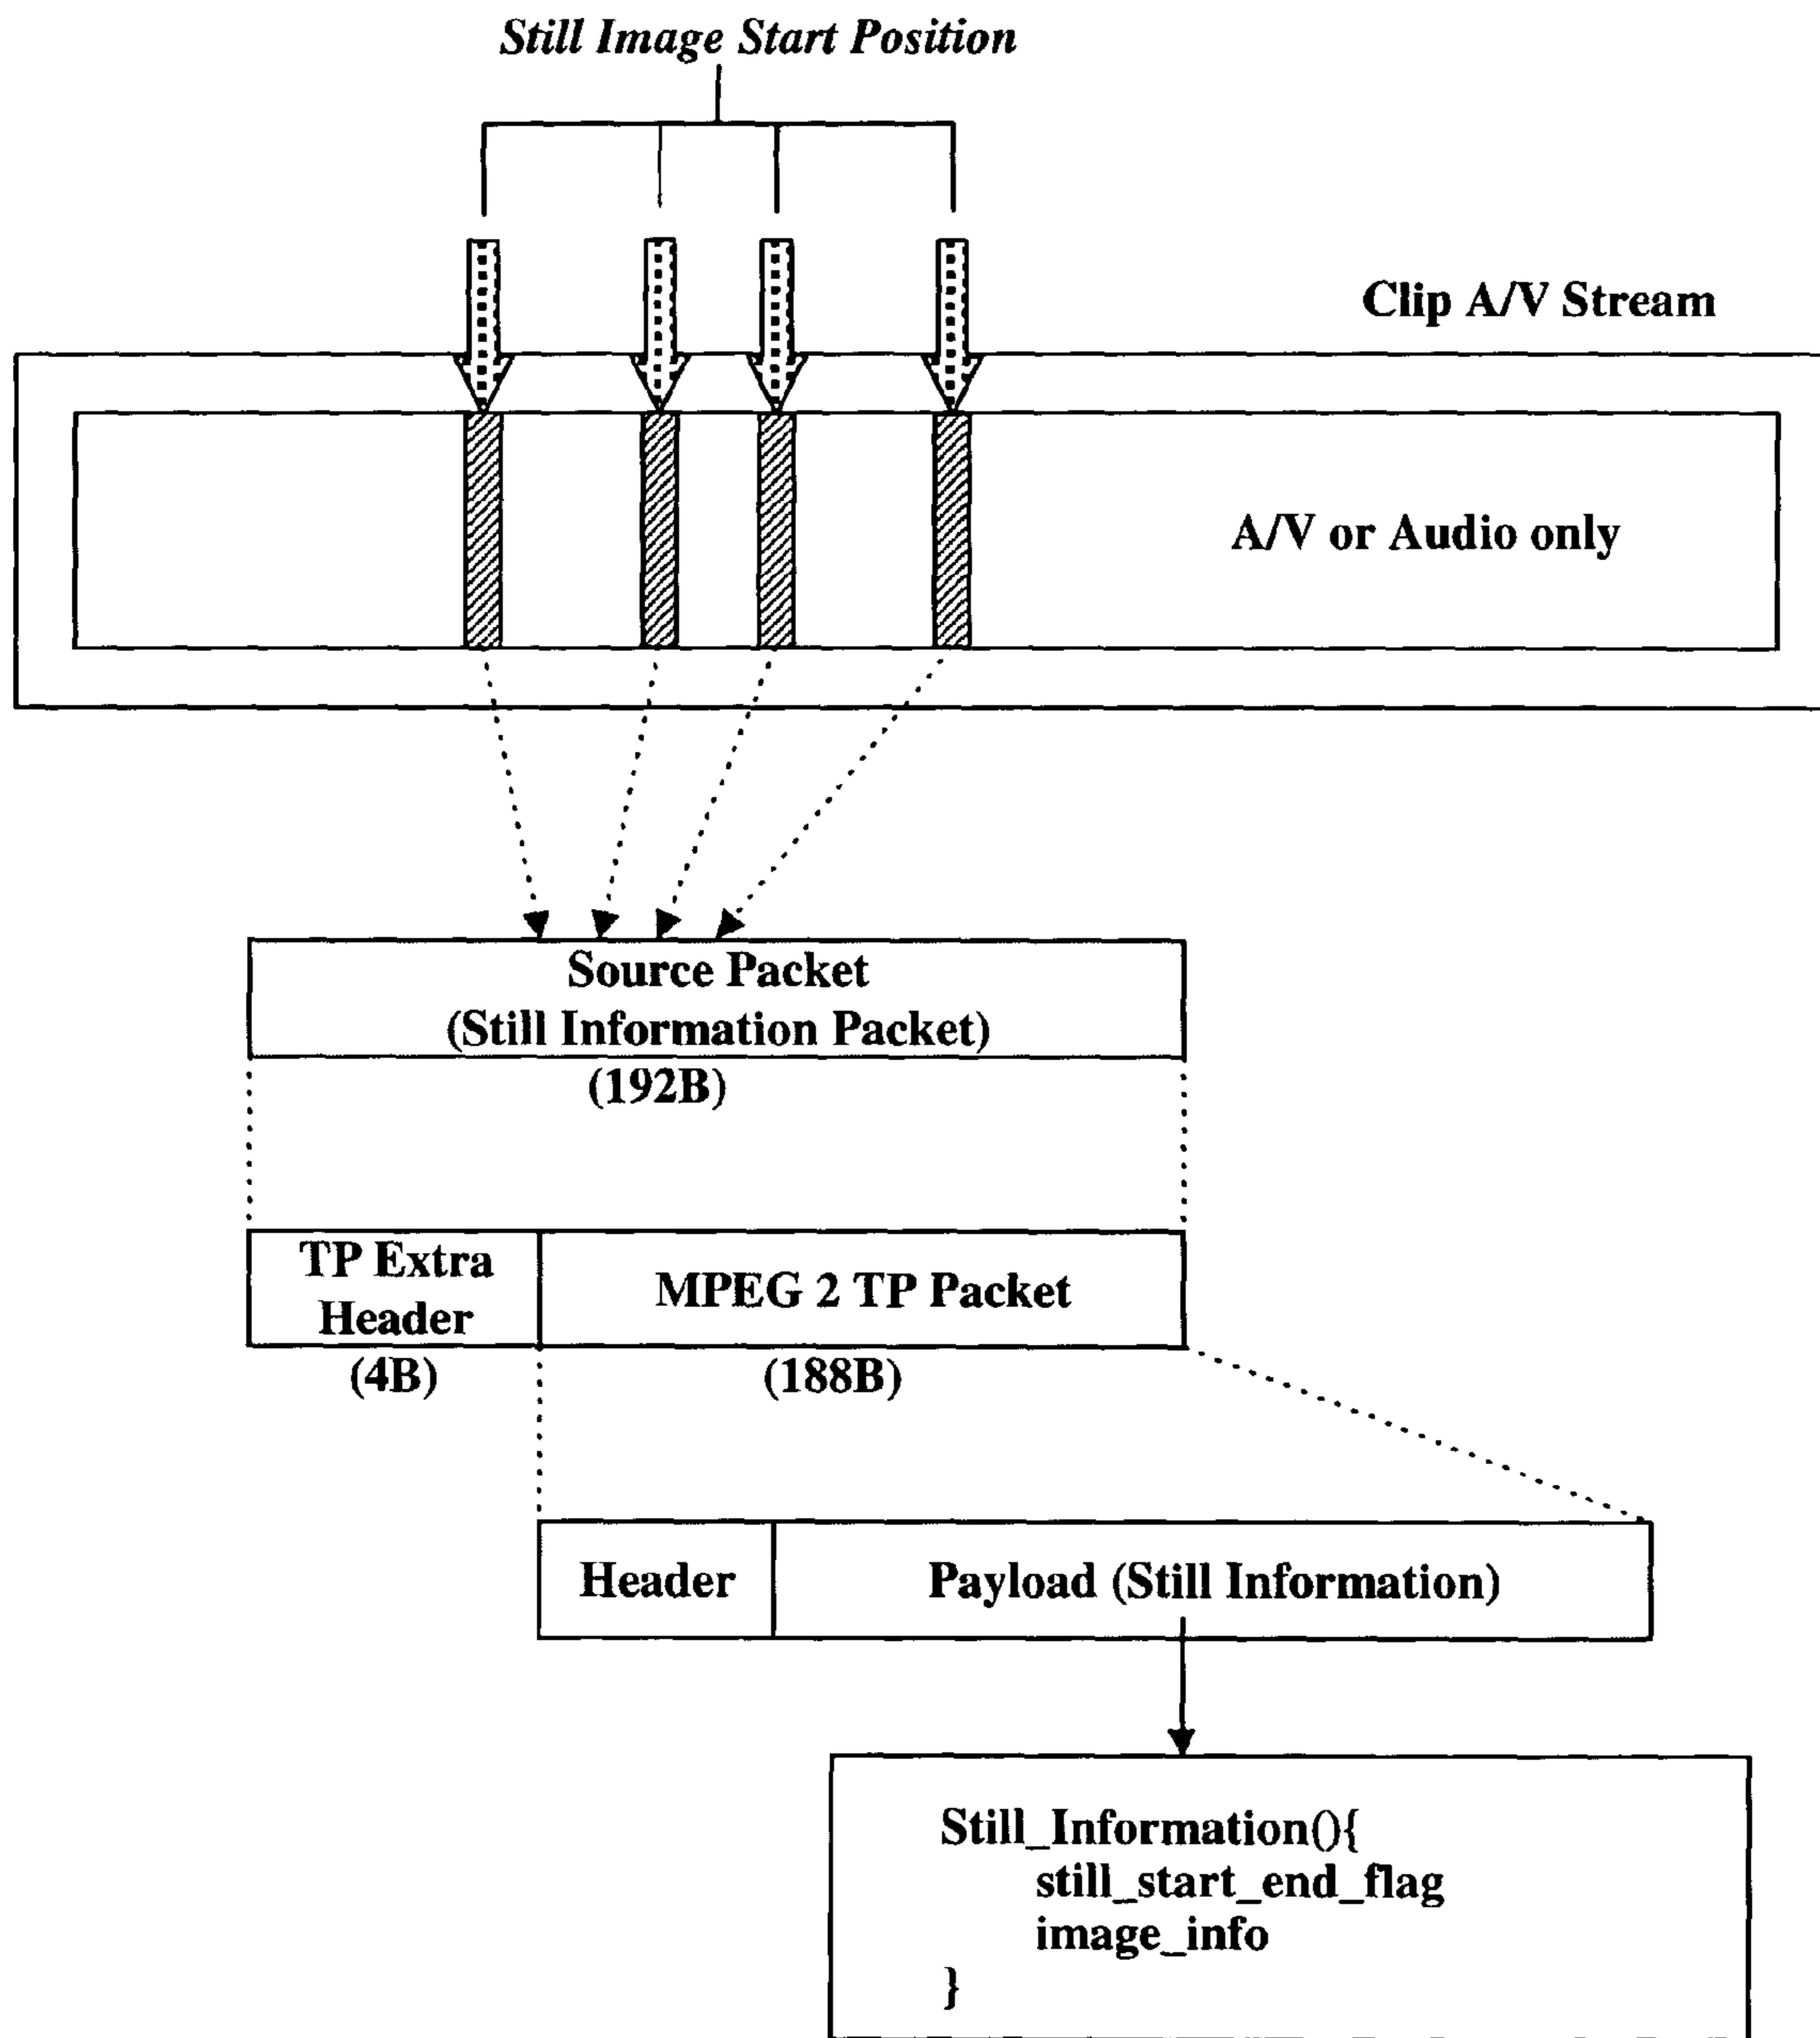 Still Image Start Position
Clip A/V Stream
A/V or Audio only
Source Packet
(Still Information Packet)
(192B)
TP Extra
Header
MPEG 2 TP Packet
(4B)
(188B)
Header
Payload (Still Information)
Still_Information(){
still_start_end_flag
image_info
}